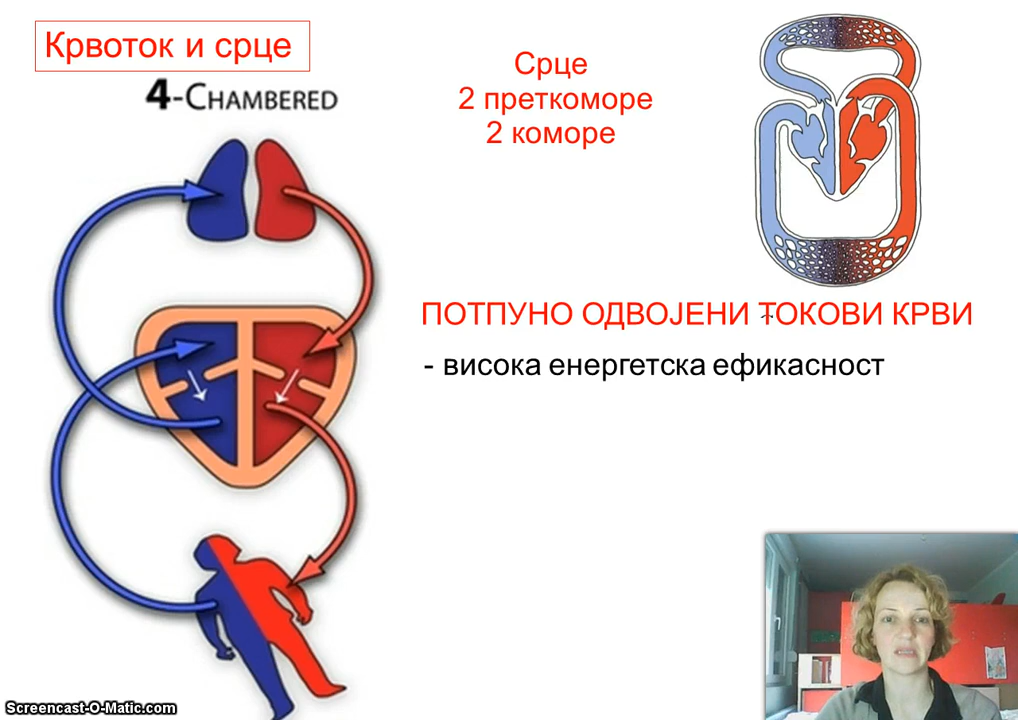 Крвоток и срце
4-CHAMBERED
Срце
2 преткоморе
2 коморе
ПОТПУНО ОДВОЈЕНИ ТОКОВИ КРВИ
- висока енергетска ефикасност
Screencast-O-Matic.com